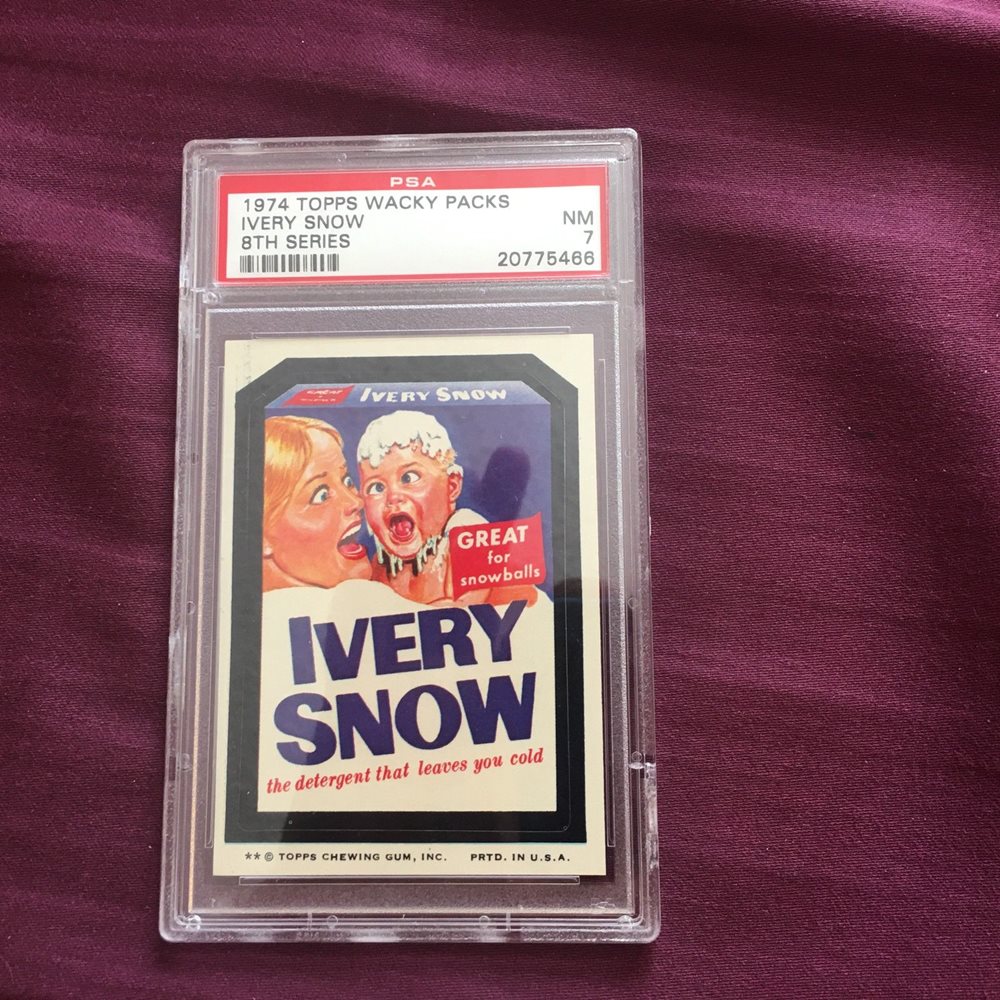 PSA
1974 TOPPS WACKY PACKS
IVERY SNOW NM
8TH SERIES 7
20775466
GREAT
IVERY SNOW
GREAT
for
snowballs
IVERY
SNOW
the detergent that leaves you cold
** © TOPPS CHEWING GUM, INC. PRTD. IN U.S.A.